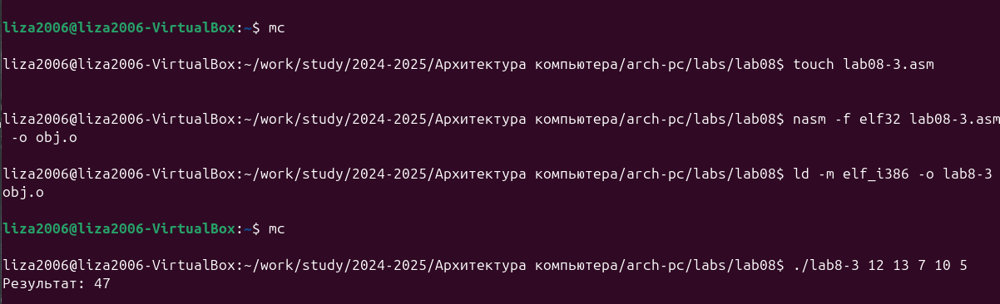 liza2006@liza2006-VirtualBox:~$ mc
liza2006@liza2006-VirtualBox:~/work/study/2024-2025/Архитектура компьютера/arch-pc/labs/lab08$ touch lab08-3.asm
liza2006@liza2006-VirtualBox:~/work/study/2024-2025/Архитектура компьютера/arch-pc/labs/lab08$ nasm -f elf32 lab08-3.asm
-o obj.o
liza2006@liza2006-VirtualBox:~/work/study/2024-2025/Архитектура компьютера/arch-pc/labs/lab08$ ld -m elf_i386 -o lab8-3
obj.o
liza2006@liza2006-VirtualBox:~$ mc
liza2006@liza2006-VirtualBox:~/work/study/2024-2025/Архитектура компьютера/arch-pc/labs/lab08$ ./lab8-3 12 13 7 10 5
Результат: 47